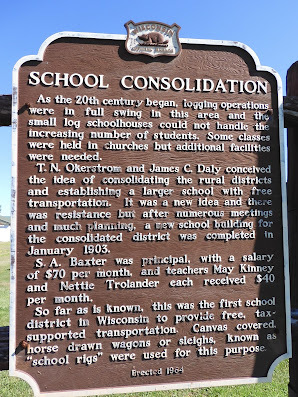 SCHOOL CONSOLIDATION
As the 20th century began, logging operations
were in full swing in this area and the
small log schoolhouses could not handle the
increasing number of students. Some classes
were held in churches but additional facilities
were needed.
T. N. Okerstrom and James C. Daly conceived
the idea of consolidating the rural districts
and establishing a larger school with free
transportation. It was a new idea and there
was resistance but after numerous meetings
and much planning, a new school building for
the consolidated district was completed in
January 1903.
S. A. Baxter was principal, with a salary
of $70 per month, and teachers May Kinney
and Nettie Trolander each received $40
per month.
So far as is known, this was the first school
district in Wisconsin to provide free, tax-
supported transportation. Canvas covered,
horse drawn wagons or sleighs, known as
"school rigs" were used for this purpose.
Erected 1964